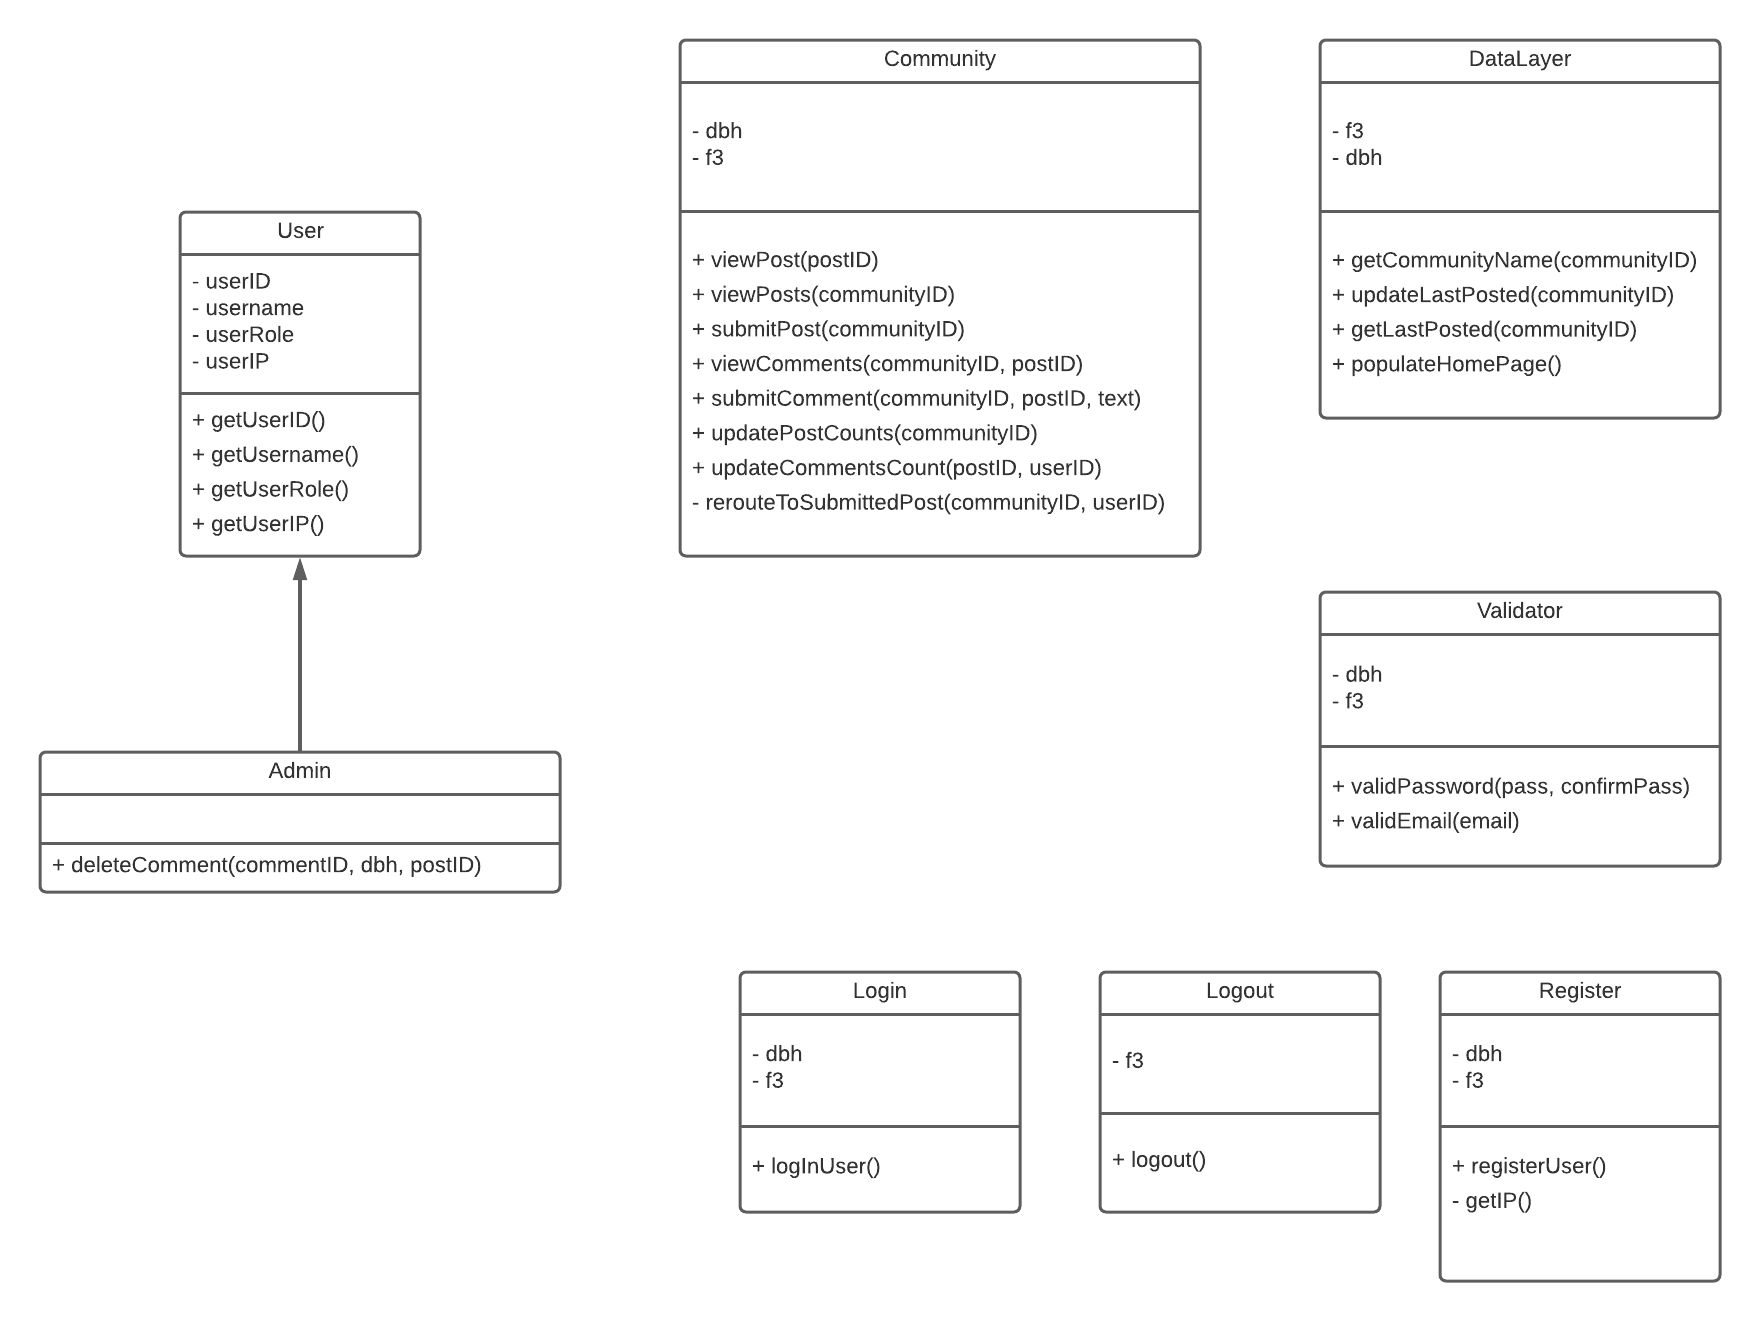 User
- userID
- username
- userRole
- userIP
+ getUserID()
+ getUsername()
+ getUserRole()
+ getUserIP()
Admin
+ deleteComment(commentID, dbh, postID)
Community
- dbh
- f3
+ viewPost(postID)
+ viewPosts(communityID)
+ submitPost(communityID)
+ viewComments(communityID, postID)
+ submitComment(communityID, postID, text)
+ updatePostCounts(communityID)
+ updateCommentsCount(postID, userID)
- rerouteToSubmittedPost(communityID, userID)
DataLayer
- f3
- dbh
+ getCommunityName(communityID)
+ updateLastPosted(communityID)
+ getLastPosted(communityID)
+ populateHomePage()
Validator
- dbh
- f3
+ validPassword(pass, confirmPass)
+ validEmail(email)
Login
- dbh
- f3
+ logInUser()
Logout
- f3
+ logout()
Register
- dbh
- f3
+ registerUser()
- getIP()